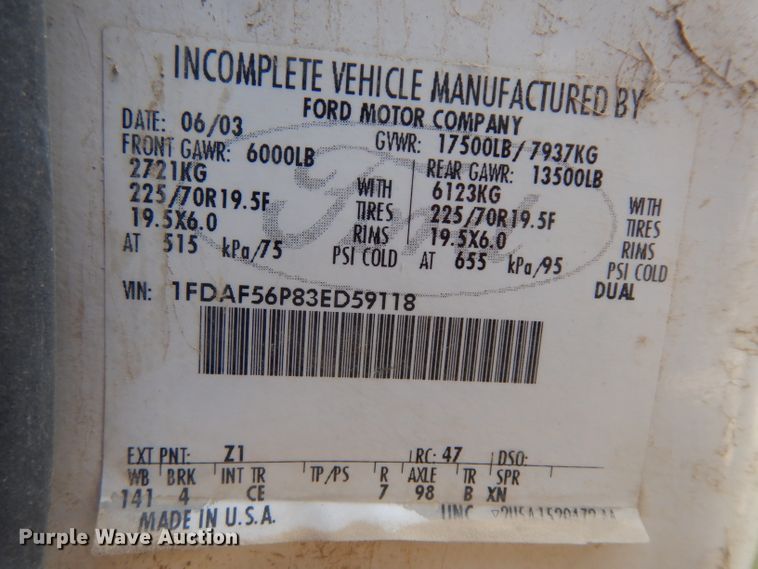 INCOMPLETE VEHICLE MANUFACTURED BY
FORD MOTOR COMPANY
DATE: 06/03 GVWR: 17500LB/ 7937KG
FRONT GAWR: 6000LB REAR GAWR: 13500LB
2721KG WITH 6123KG WITH
225/70R19.5F TIRES 225/70R19.5F TIRES
19.5X6.0 RIMS 19.5X6.0 RIMS
AT 515 kPa/75 PSI COLD AT 655 kPa/95 PSI COLD
DUAL
VIN: 1FDAF56P83ED59118
Ford
EXT PNT: Z1 RC: 47 DSO:
WB BRK INT TR TP/PS R AXLE TR SPR
141 4 CE 7 98 B XN
MADE IN U.S.A. UNC
Purple Wave Auction